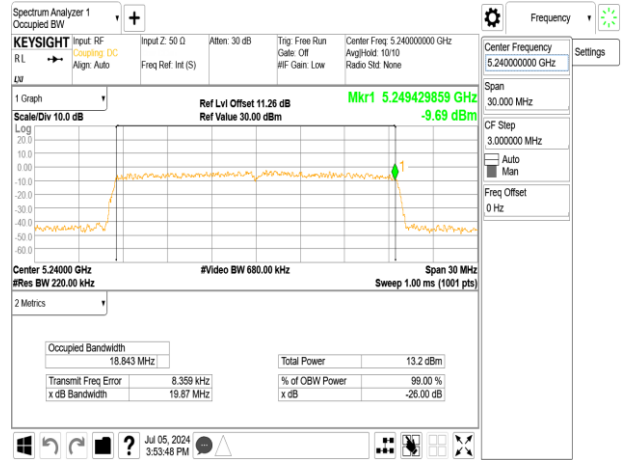 Spectrum Analyzer 1
Occupied BW
Frequency
KEYSIGHT
R L
Input: RF
Coupling: DC
Align: Auto
Input Z: 50 Ω
Freq Ref: Int (S)
Atten: 30 dB
Trig: Free Run
Gate: Off
#IF Gain: Low
Center Freq: 5.240000000 GHz
Avg|Hold: 10/10
Radio Std: None
Center Frequency
5.240000000 GHz
Settings
Span
30.000 MHz
CF Step
3.000000 MHz
Auto
Man
Freq Offset
0 Hz
1 Graph
Scale/Div 10.0 dB
Ref Lvl Offset 11.26 dB
Ref Value 30.00 dBm
Mkr1 5.249429859 GHz
-9.69 dBm
Log
20.0
10.0
0.00
-10.0
-20.0
-30.0
-40.0
-50.0
-60.0
1
Center 5.24000 GHz
#Res BW 220.00 kHz
#Video BW 680.00 kHz
Span 30 MHz
Sweep 1.00 ms (1001 pts)
2 Metrics
Occupied Bandwidth
18.843 MHz
Total Power 13.2 dBm
Transmit Freq Error 8.359 kHz
% of OBW Power 99.00 %
x dB Bandwidth 19.87 MHz
x dB -26.00 dB
?
Jul 05, 2024
3:53:48 PM